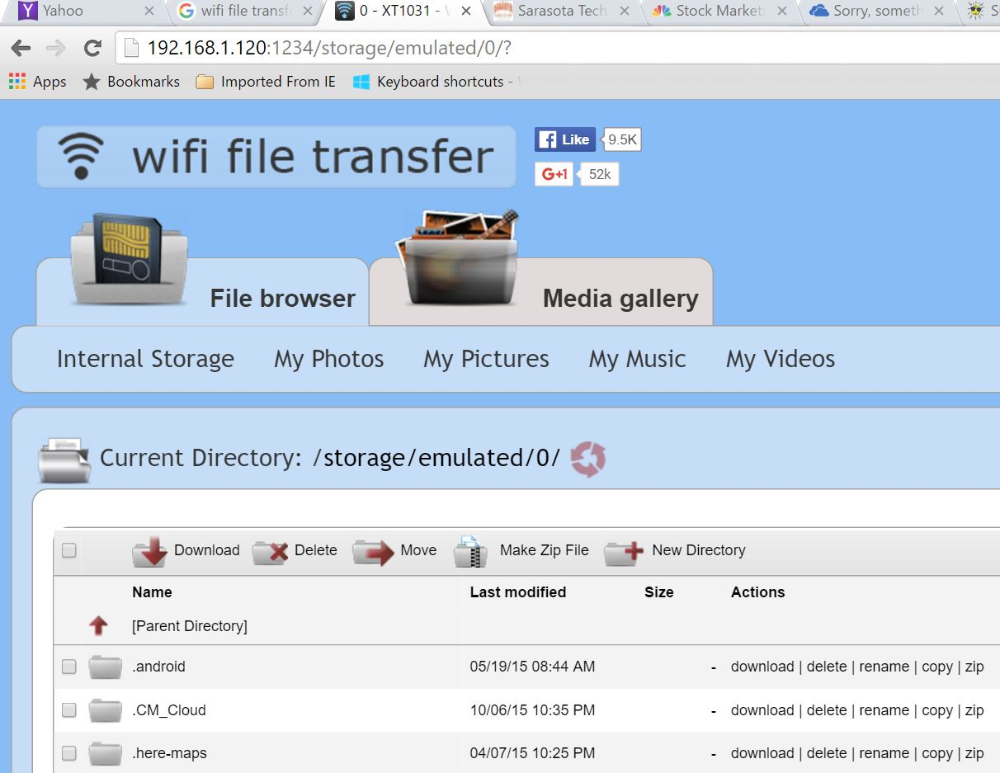 Yahoo wifi file transf 0 - XT1031 - Sarasota Tech Stock Market Sorry, someth
192.168.1.120:1234/storage/emulated/0/?
Apps Bookmarks Imported From IE Keyboard shortcuts -
wifi file transfer
Like 9.5K
G+1 52k
File browser Media gallery
Internal Storage My Photos My Pictures My Music My Videos
Current Directory: /storage/emulated/0/
Download Delete Move Make Zip File New Directory
Name Last modified Size Actions
[Parent Directory]
.android 05/19/15 08:44 AM - download | delete | rename | copy | zip
.CM_Cloud 10/06/15 10:35 PM - download | delete | rename | copy | zip
.here-maps 04/07/15 10:25 PM - download | delete | rename | copy | zip